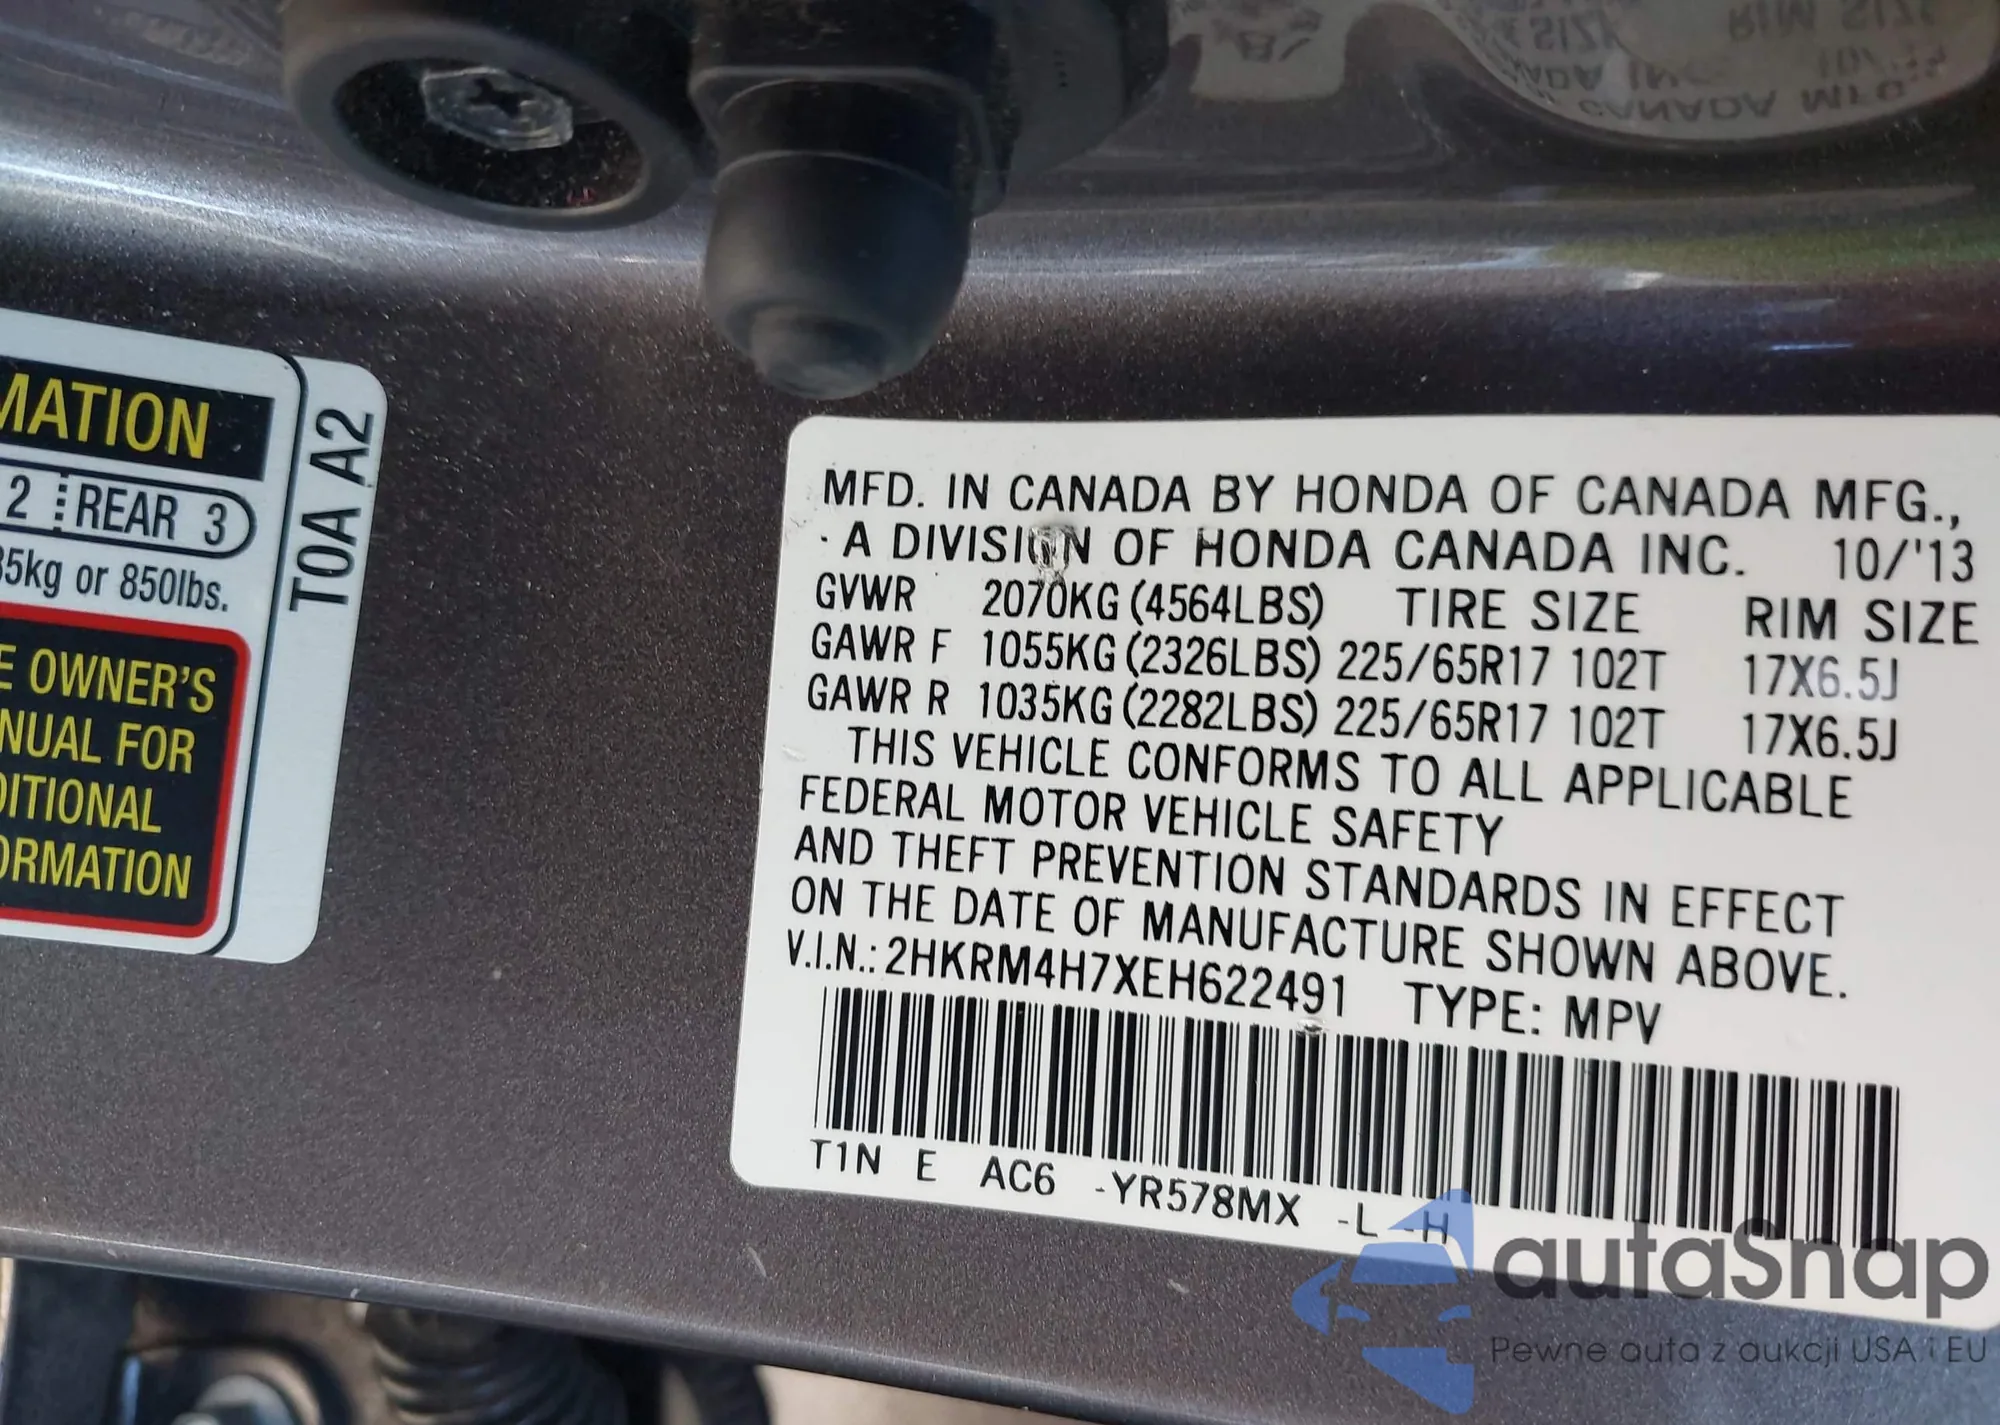 MATION
2 REAR 3
85kg or 850lbs.
E OWNER'S
NUAL FOR
DITIONAL
ORMATION
T0A A2
MFD. IN CANADA BY HONDA OF CANADA MFG.,
A DIVISION OF HONDA CANADA INC. 10/'13
GVWR 2070KG (4564LBS) TIRE SIZE RIM SIZE
GAWR F 1055KG (2326LBS) 225/65R17 102T 17X6.5J
GAWR R 1035KG (2282LBS) 225/65R17 102T 17X6.5J
THIS VEHICLE CONFORMS TO ALL APPLICABLE
FEDERAL MOTOR VEHICLE SAFETY
AND THEFT PREVENTION STANDARDS IN EFFECT
ON THE DATE OF MANUFACTURE SHOWN ABOVE.
V.I.N.: 2HKRM4H7XEH622491 TYPE: MPV
T1N E AC6 -YR578MX -L -H
autaSnap
Pewne auta z aukcji USA i EU